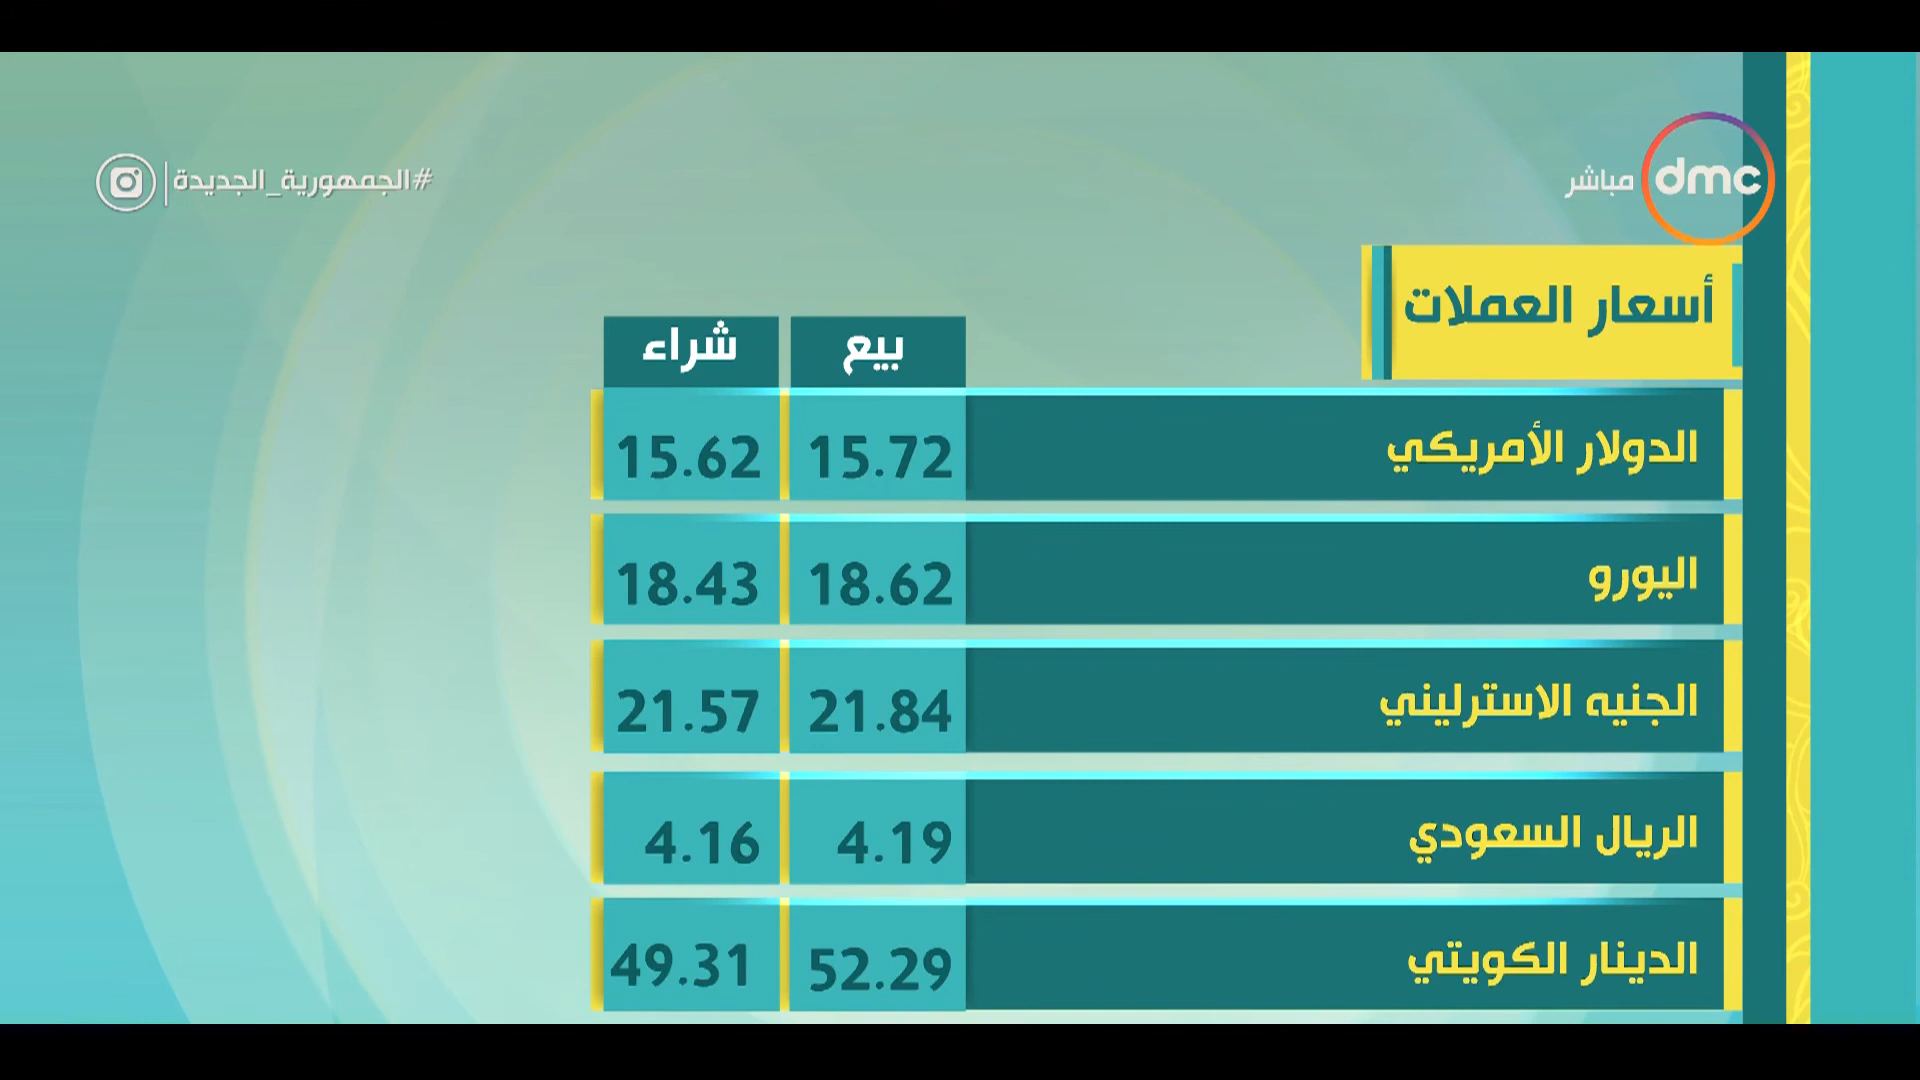 #الجمهورية_الجديدة
dmc مباشر
أسعار العملات
بيع شراء
الدولار الأمريكي 15.72 15.62
اليورو 18.62 18.43
الجنيه الاسترليني 21.84 21.57
الريال السعودي 4.19 4.16
الدينار الكويتي 52.29 49.31